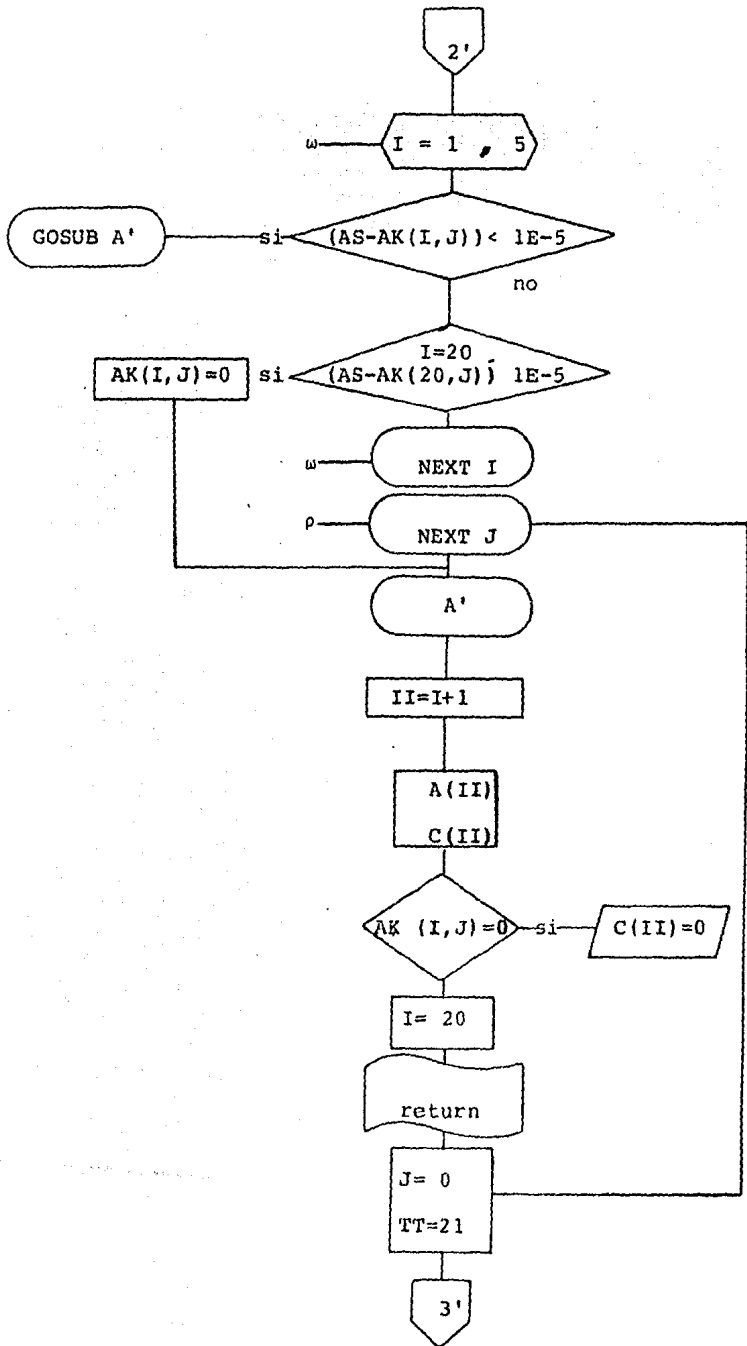 2'
ω
I = 1 , 5
GOSUB A'
si
(AS-AK(I,J))< 1E-5
no
I=20
AK(I,J)=0
si
(AS-AK(20,J)) 1E-5
ω
NEXT I
ρ
NEXT J
A'
II=I+1
A(II)
C(II)
AK (I,J)=0
si
C(II)=0
I= 20
return
J= 0
TT=21
3'